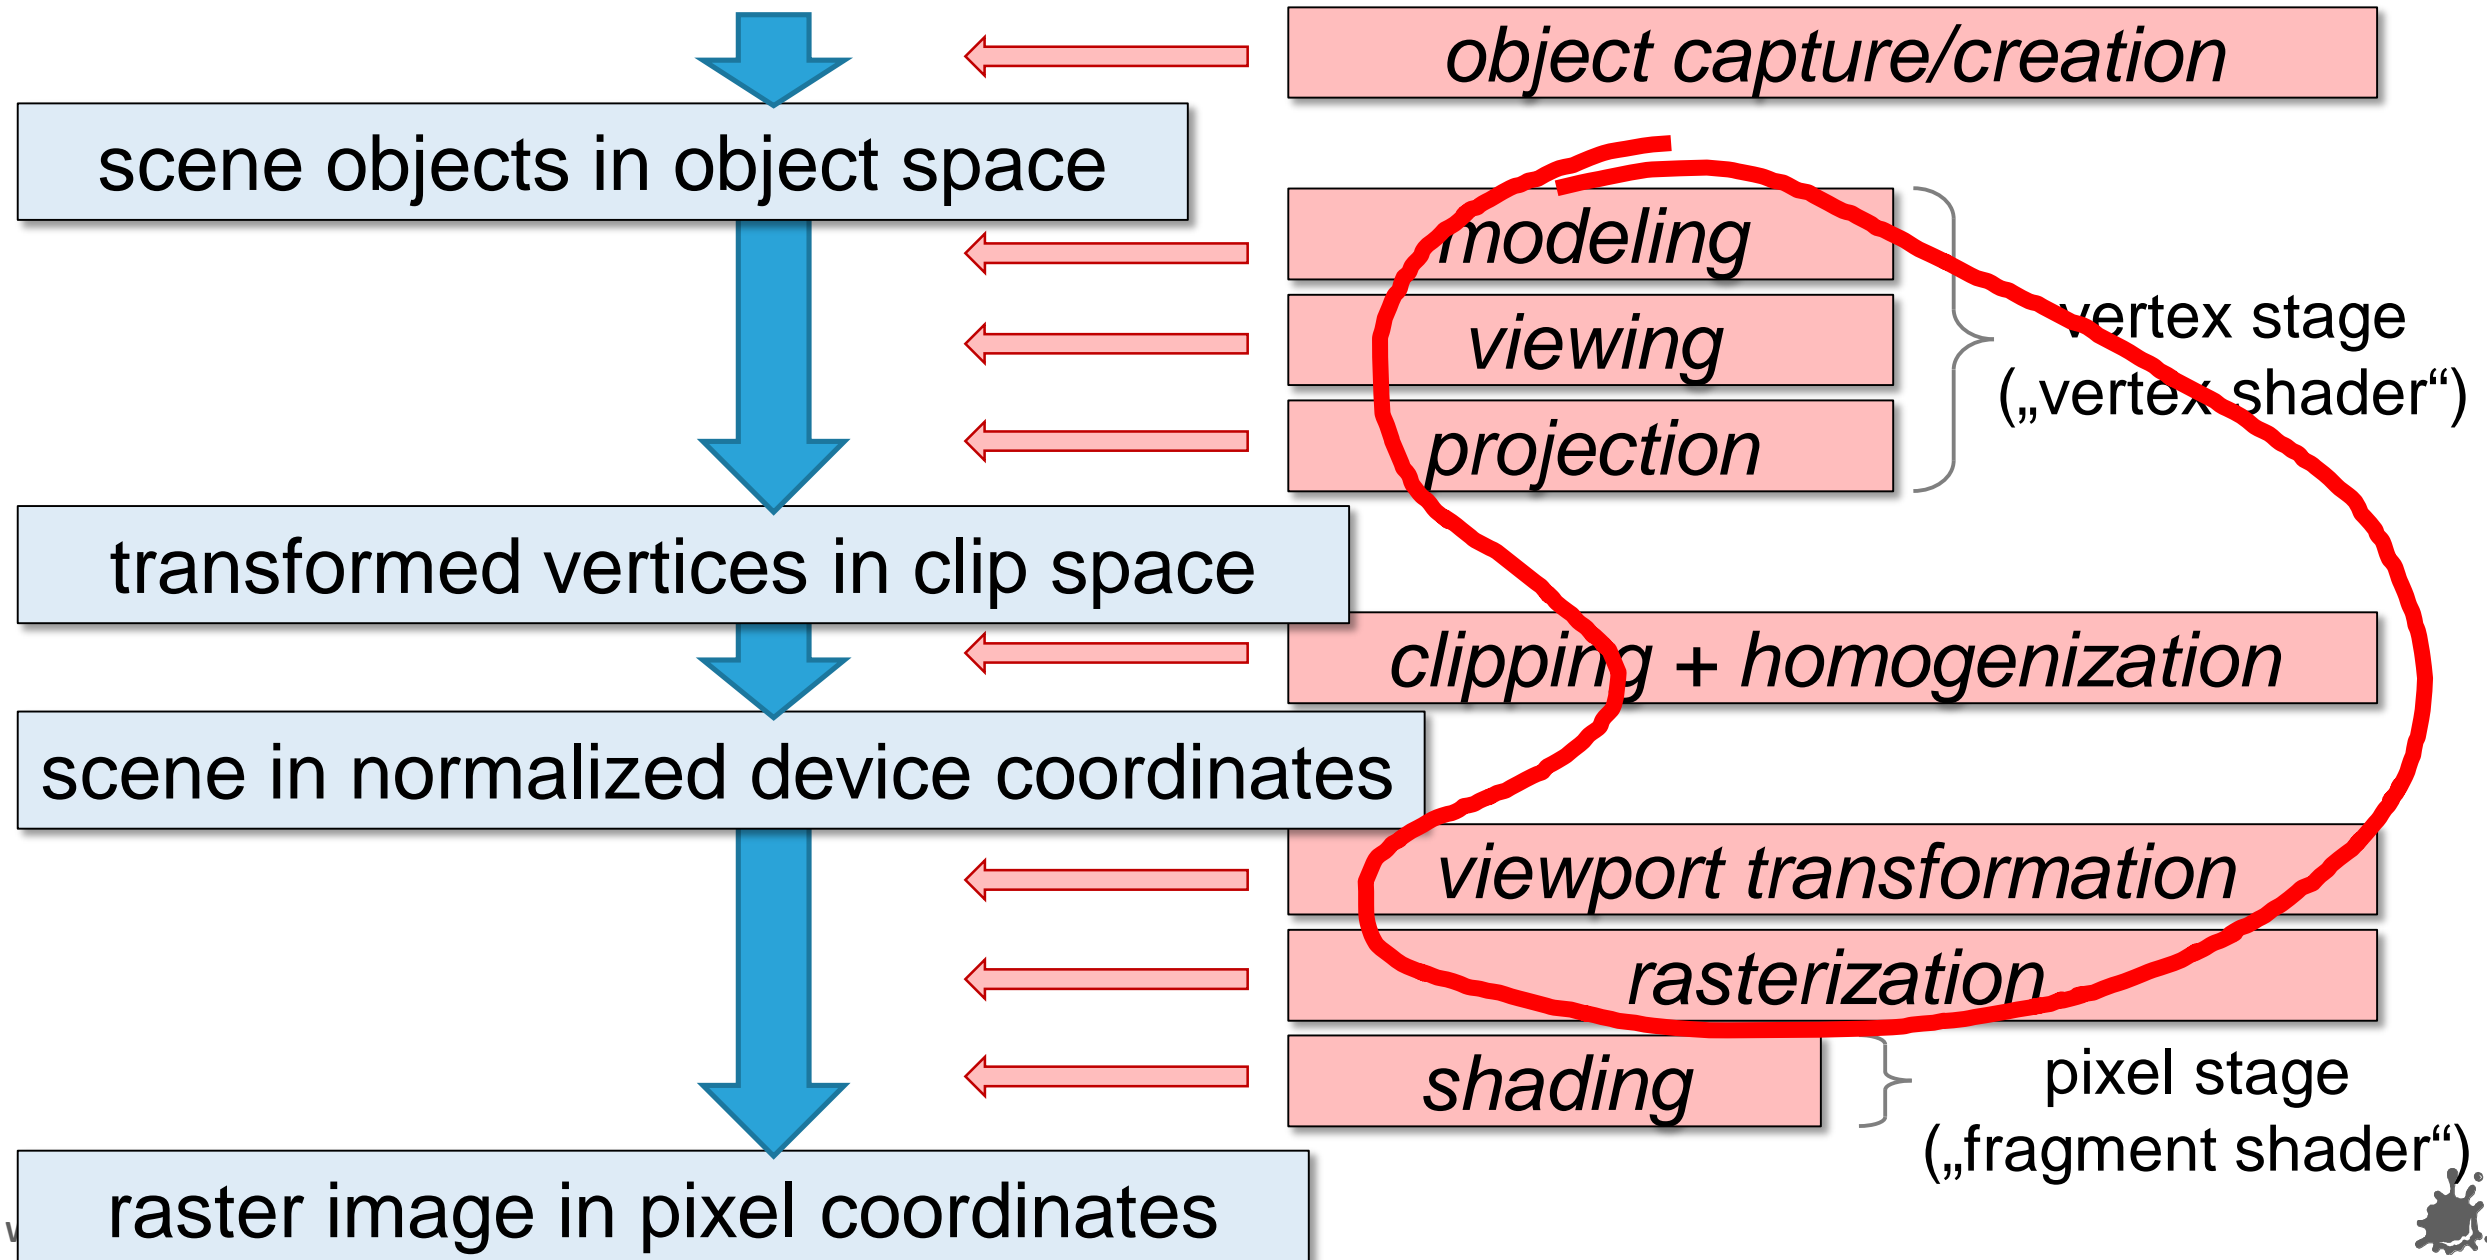 object capture/creation
scene objects in object space
modeling
viewing
projection
vertex stage
(„vertex shader“)
transformed vertices in clip space
clipping + homogenization
scene in normalized device coordinates
viewport transformation
rasterization
shading
pixel stage
(„fragment shader“)
raster image in pixel coordinates